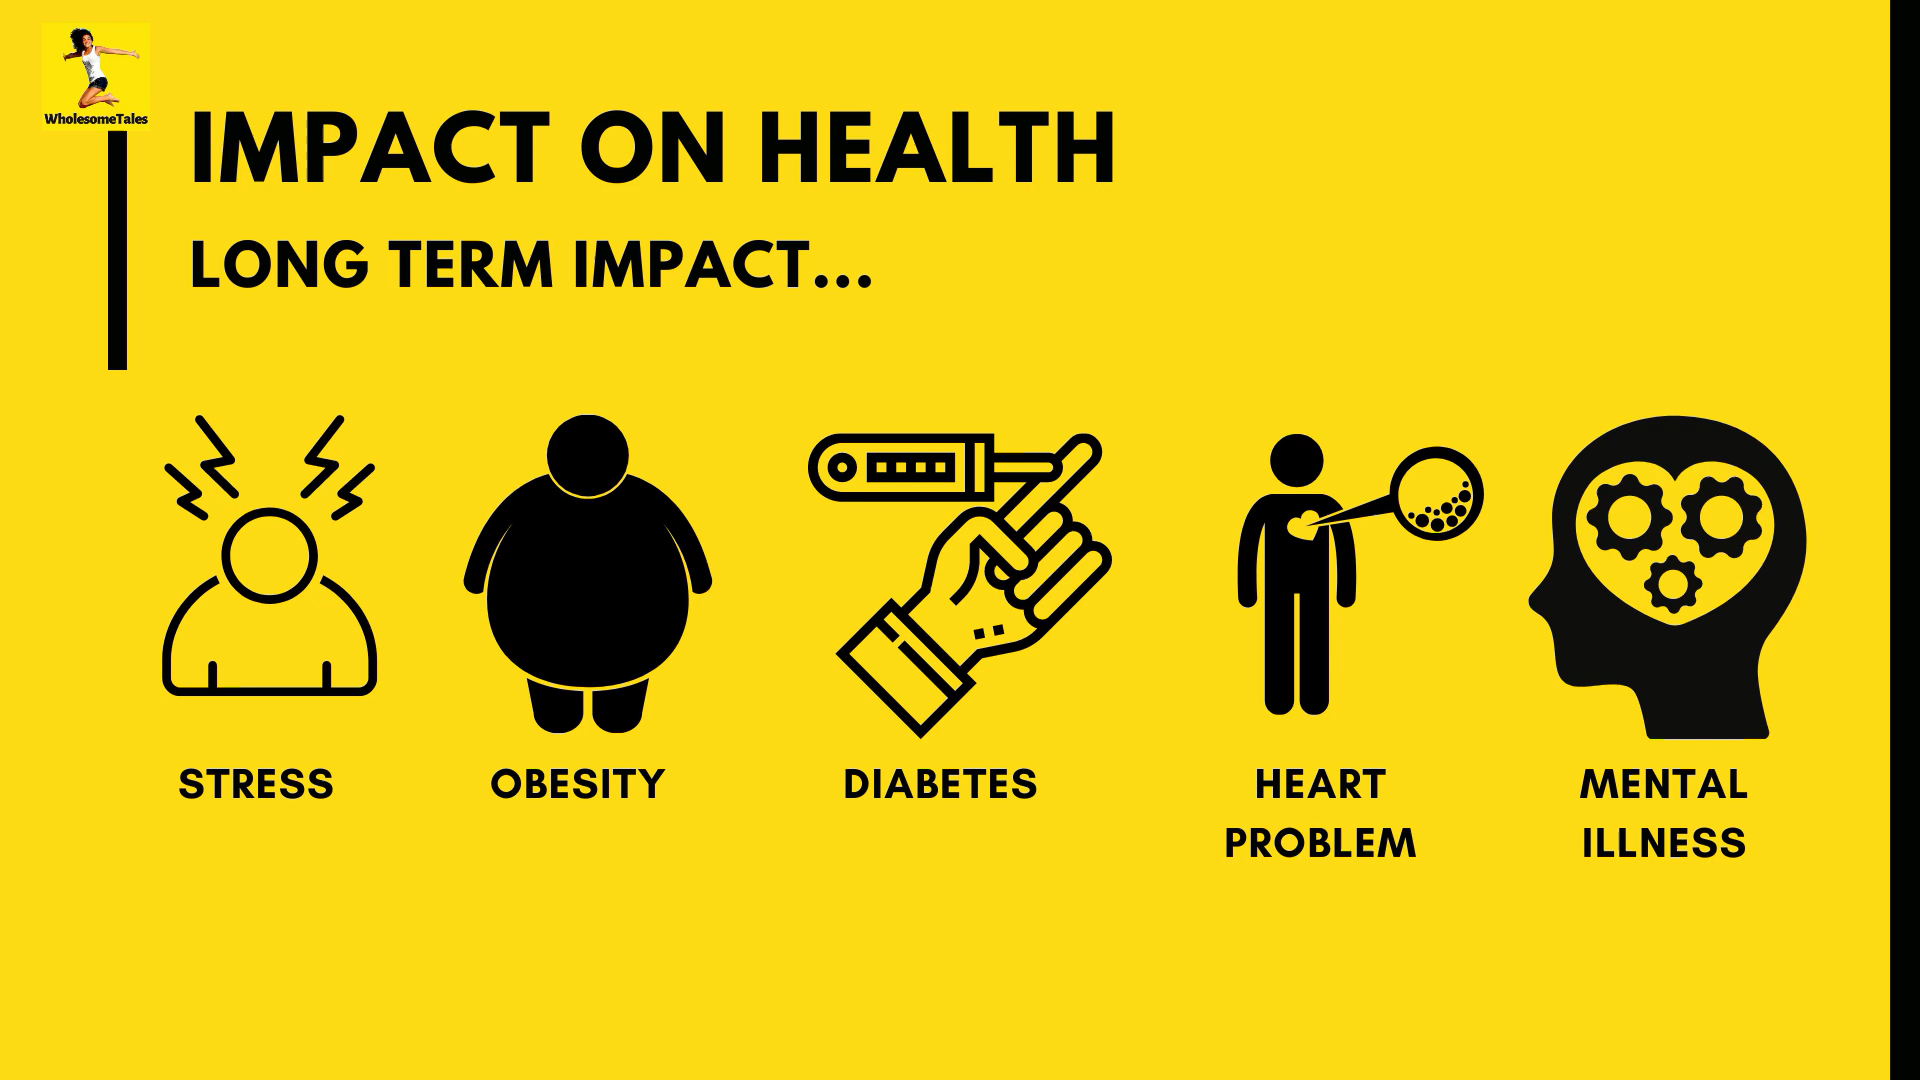 WholesomeTales
IMPACT ON HEALTH
LONG TERM IMPACT...
STRESS
OBESITY
DIABETES
HEART
PROBLEM
MENTAL
ILLNESS